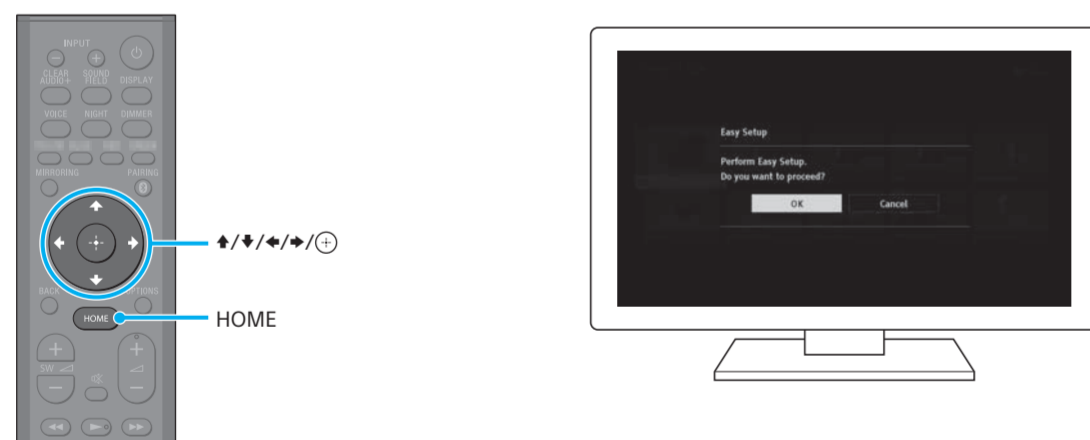 INPUT
CLEAR AUDIO+
SOUND FIELD
DISPLAY
VOICE
NIGHT
DIMMER
MIRRORING
PAIRING
BACK
OPTIONS
HOME
SW
↑/↓/←/→/
HOME
Easy Setup
Perform Easy Setup.
Do you want to proceed?
OK
Cancel